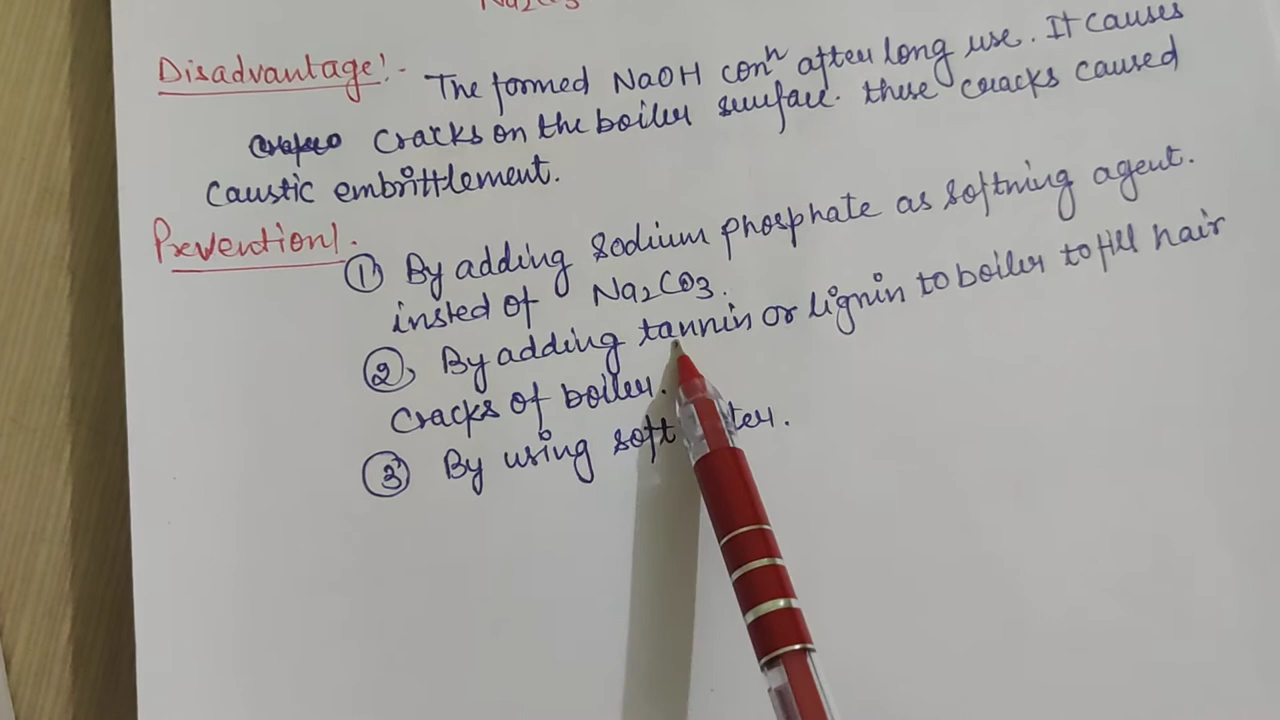 Na2CO3
Disadvantage:- The formed NaOH conⁿ after long use. It causes
cracks on the boiler surface. these cracks caused
caustic embrittlement.
Prevention!.
① By adding sodium phosphate as softning agent.
insted of Na2CO3.
②, By adding tannin or lignin to boiler to fill hair
cracks of boiler.
③ By using soft ter.